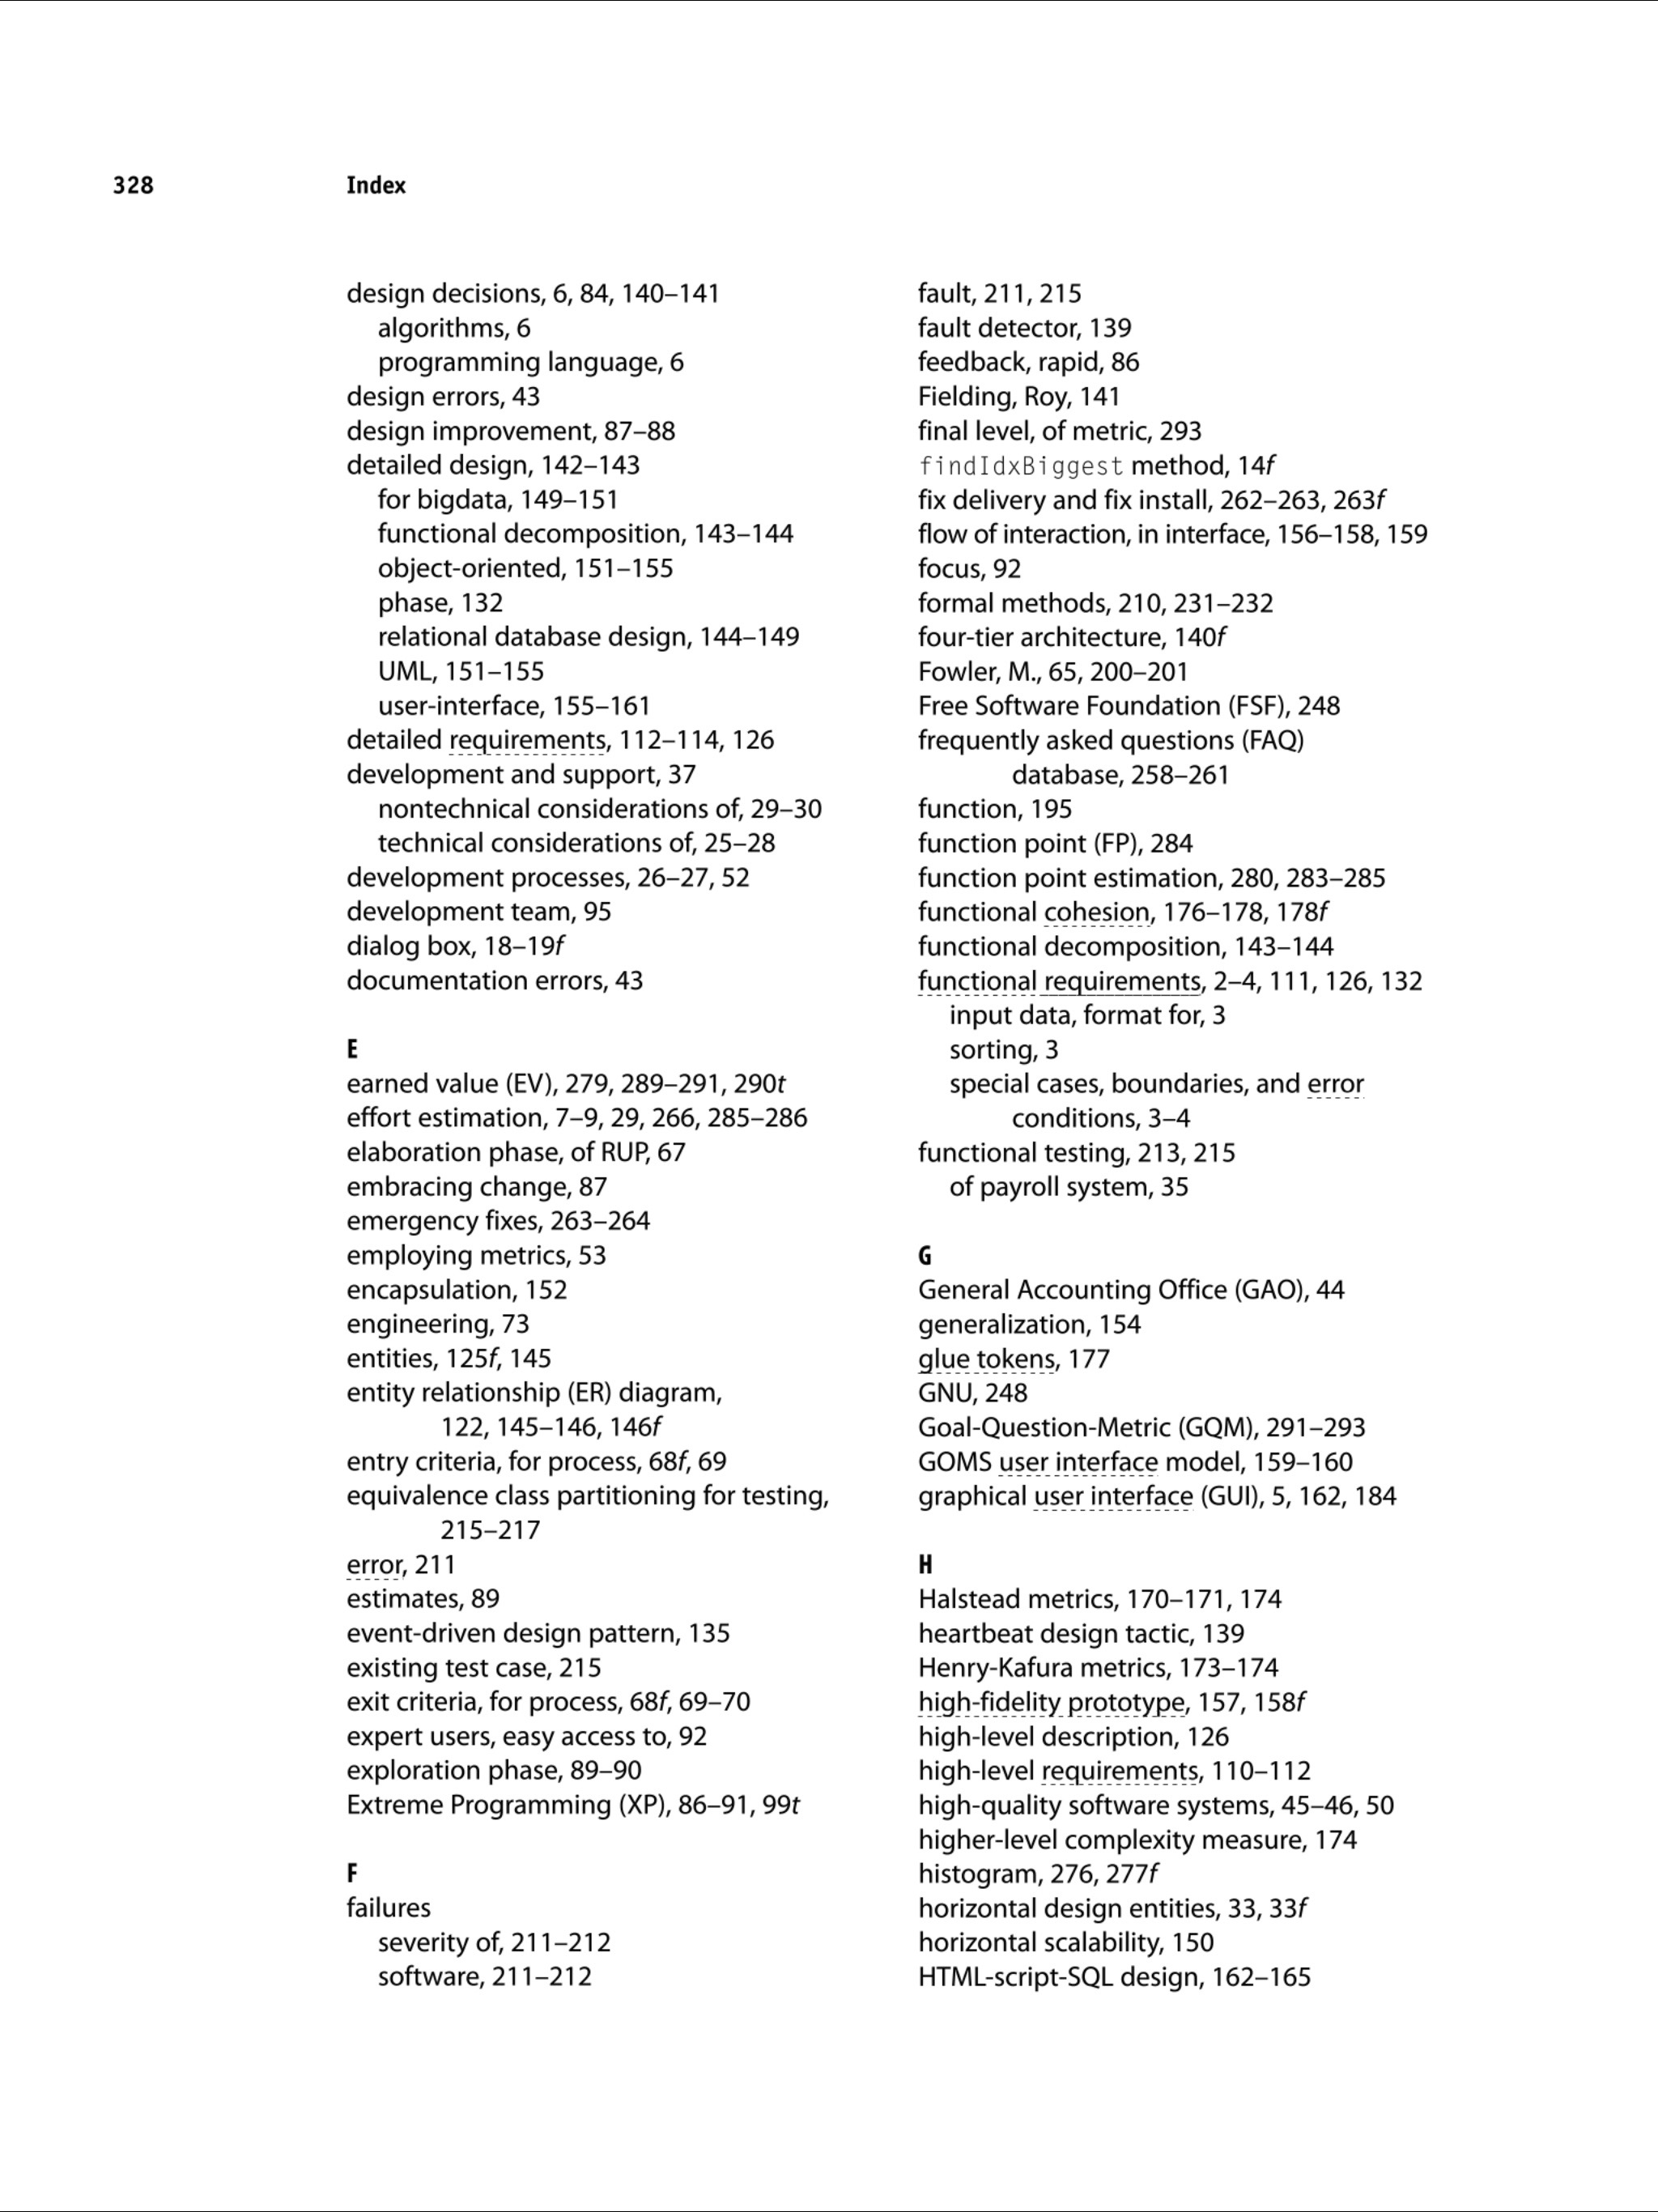 328 Index
design decisions, 6, 84, 140–141
algorithms, 6
programming language, 6
design errors, 43
design improvement, 87–88
detailed design, 142–143
for bigdata, 149–151
functional decomposition, 143–144
object-oriented, 151–155
phase, 132
relational database design, 144–149
UML, 151–155
user-interface, 155–161
detailed requirements, 112–114, 126
development and support, 37
nontechnical considerations of, 29–30
technical considerations of, 25–28
development processes, 26–27, 52
development team, 95
dialog box, 18–19f
documentation errors, 43
E
earned value (EV), 279, 289–291, 290t
effort estimation, 7–9, 29, 266, 285–286
elaboration phase, of RUP, 67
embracing change, 87
emergency fixes, 263–264
employing metrics, 53
encapsulation, 152
engineering, 73
entities, 125f, 145
entity relationship (ER) diagram,
122, 145–146, 146f
entry criteria, for process, 68f, 69
equivalence class partitioning for testing,
215–217
error, 211
estimates, 89
event-driven design pattern, 135
existing test case, 215
exit criteria, for process, 68f, 69–70
expert users, easy access to, 92
exploration phase, 89–90
Extreme Programming (XP), 86–91, 99t
F
failures
severity of, 211–212
software, 211–212
fault, 211, 215
fault detector, 139
feedback, rapid, 86
Fielding, Roy, 141
final level, of metric, 293
findIdxBiggest method, 14f
fix delivery and fix install, 262–263, 263f
flow of interaction, in interface, 156–158, 159
focus, 92
formal methods, 210, 231–232
four-tier architecture, 140f
Fowler, M., 65, 200–201
Free Software Foundation (FSF), 248
frequently asked questions (FAQ)
database, 258–261
function, 195
function point (FP), 284
function point estimation, 280, 283–285
functional cohesion, 176–178, 178f
functional decomposition, 143–144
functional requirements, 2–4, 111, 126, 132
input data, format for, 3
sorting, 3
special cases, boundaries, and error
conditions, 3–4
functional testing, 213, 215
of payroll system, 35
G
General Accounting Office (GAO), 44
generalization, 154
glue tokens, 177
GNU, 248
Goal-Question-Metric (GQM), 291–293
GOMS user interface model, 159–160
graphical user interface (GUI), 5, 162, 184
H
Halstead metrics, 170–171, 174
heartbeat design tactic, 139
Henry-Kafura metrics, 173–174
high-fidelity prototype, 157, 158f
high-level description, 126
high-level requirements, 110–112
high-quality software systems, 45–46, 50
higher-level complexity measure, 174
histogram, 276, 277f
horizontal design entities, 33, 33f
horizontal scalability, 150
HTML-script-SQL design, 162–165